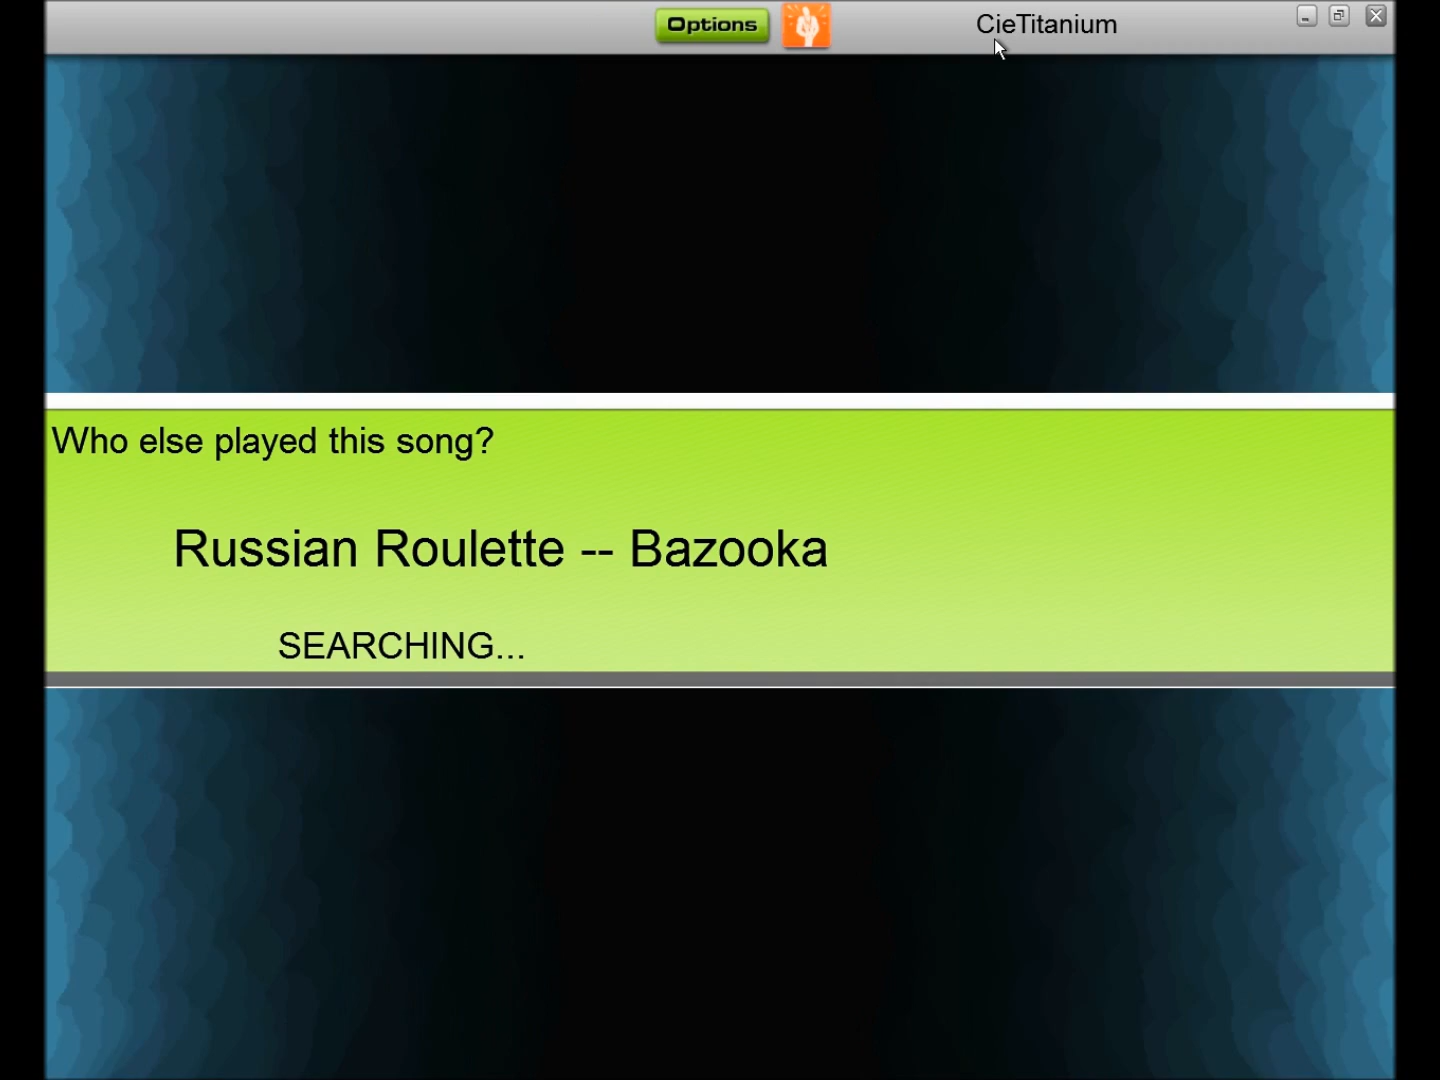 Options
CieTitanium
Who else played this song?
Russian Roulette -- Bazooka
SEARCHING...